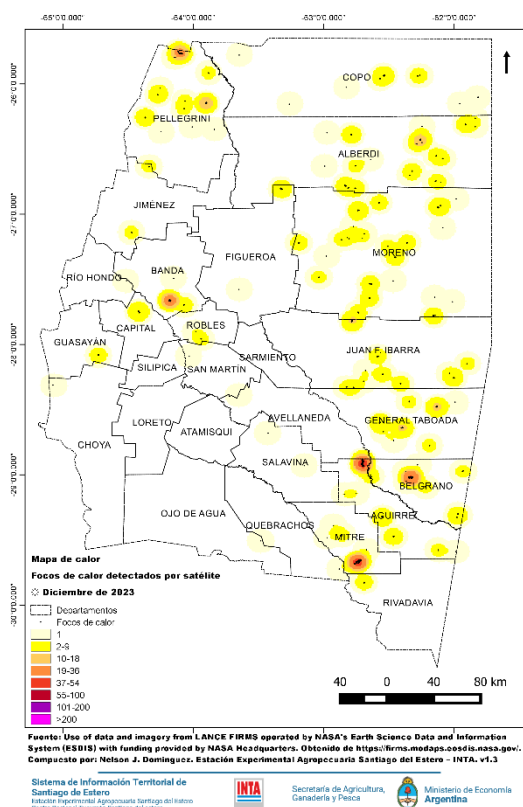 -65°0'0.000" -64°0'0.000" -63°0'0.000" -62°0'0.000"
-26°0'0.000"
COPO
PELLEGRINI
ALBERDI
-27°0'0.000"
JIMÉNEZ
FIGUEROA
MORENO
BANDA
RÍO HONDO
-28°0'0.000"
GUASAYÁN
CAPITAL
ROBLES
SARMIENTO
JUAN F. IBARRA
SILIPICA
SAN MARTÍN
LORETO
ATAMISQUI
AVELLANEDA
GENERAL TABOADA
CHOYA
SALAVINA
-29°0'0.000"
BELGRANO
OJO DE AGUA
QUEBRACHOS
AGUIRRE
MITRE
-30°0'0.000"
RIVADAVIA
Mapa de calor
Focos de calor detectados por satélite
Diciembre de 2023
Departamentos
Focos de calor
1
2-9
10-18
19-36
37-54
55-100
101-200
>200
40 0 40 80 km
Fuente: Use of data and imagery from LANCE FIRMS operated by NASA's Earth Science Data and Information
System (ESDIS) with funding provided by NASA Headquarters. Obtenido de https://firms.modaps.eosdis.nasa.gov/.
Compuesto por: Nelson J. Dominguez. Estación Experimental Agropecuaria Santiago del Estero – INTA. v1.3
Sistema de Información Territorial de
Santiago de Estero
Estación Experimental Agropecuaria Santiago del Estero
INTA
Secretaría de Agricultura,
Ganadería y Pesca
Ministerio de Economía
Argentina